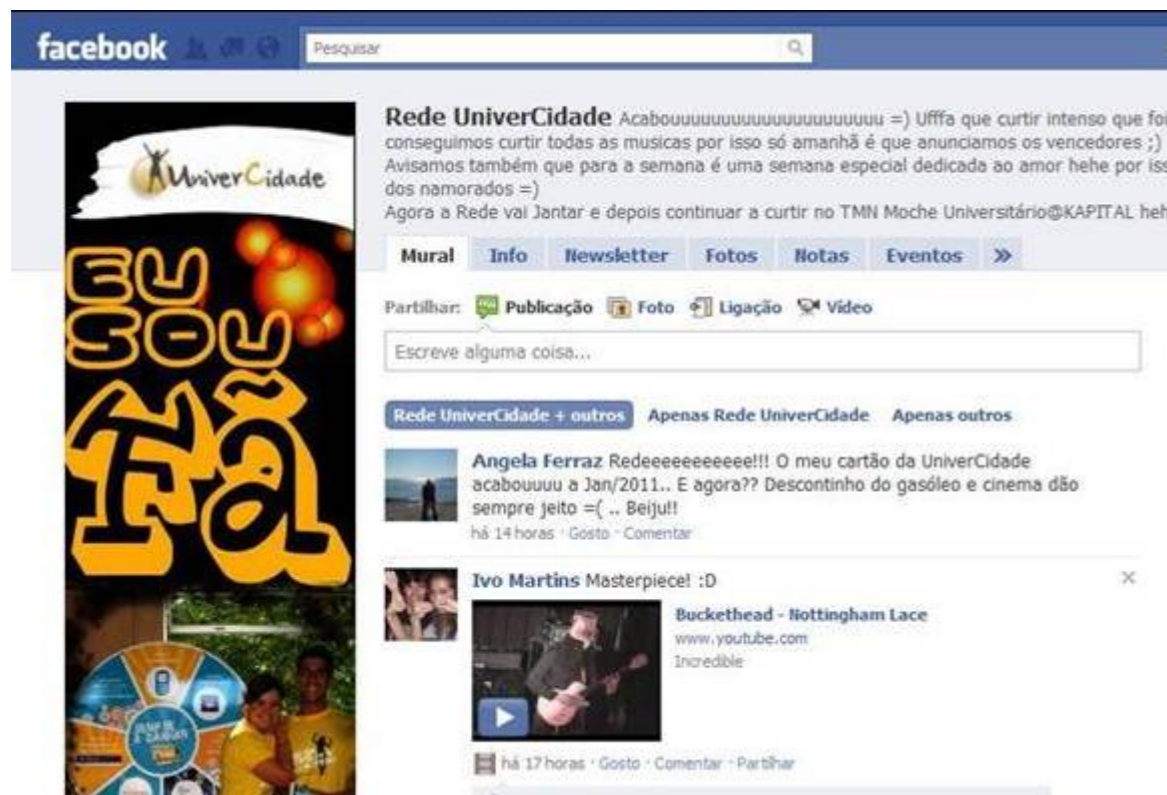 facebook
Pesquisar
Rede UniverCidade Acabouuuuuuuuuuuuuuuuuuuuuu =) Ufffa que curtir intenso que foi
conseguimos curtir todas as musicas por isso só amanhã é que anunciamos os vencedores ;)
Avisamos também que para a semana é uma semana especial dedicada ao amor hehe por iss
dos namorados =)
Agora a Rede vai Jantar e depois continuar a curtir no TMN Moche Universitário@KAPITAL heh
UniverCidade
EU
SOU
Fã
Mural Info Newsletter Fotos Notas Eventos »
Partilhar: Publicação Foto Ligação Vídeo
Escreve alguma coisa...
Rede UniverCidade + outros Apenas Rede UniverCidade Apenas outros
Angela Ferraz Redeeeeeeeeeeee!!! O meu cartão da UniverCidade
acabouuuu a Jan/2011.. E agora?? Descontinho do gasóleo e cinema dão
sempre jeito =( .. Beiju!!
há 14 horas · Gosto · Comentar
Ivo Martins Masterpiece! :D
Buckethead - Nottingham Lace
www.youtube.com
Incredible
há 17 horas · Gosto · Comentar · Partilhar